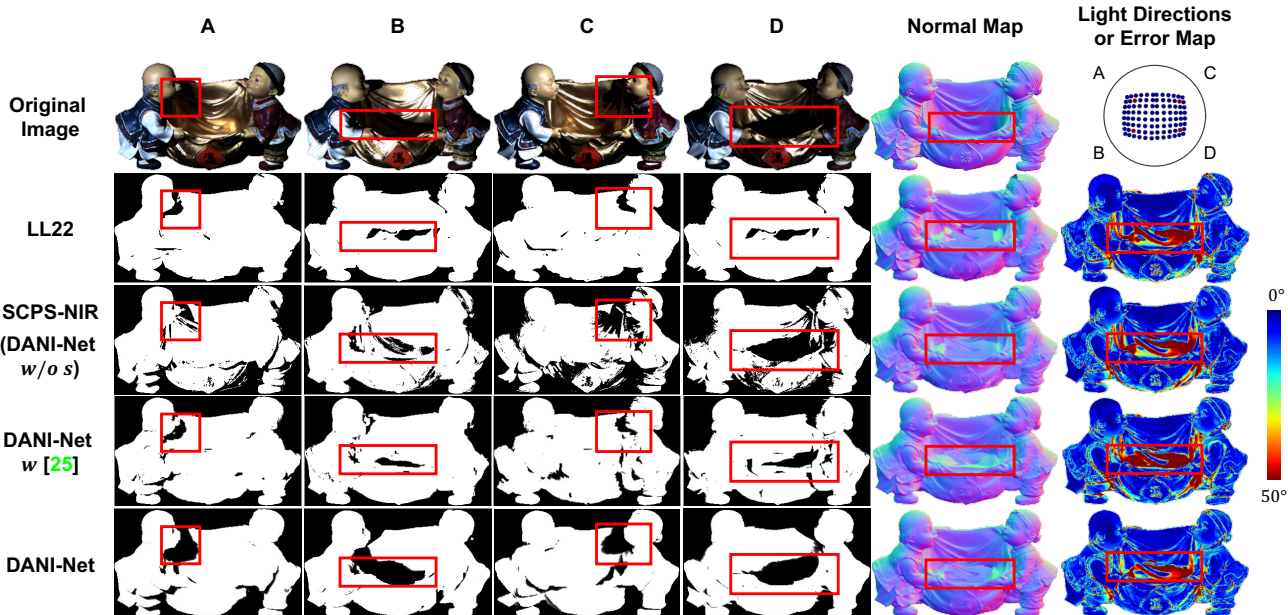 A
B
C
D
Normal Map
Light Directions
or Error Map
Original
Image
A
C
B
D
LL22
SCPS-NIR
(DANI-Net
w/o s)
0°
50°
DANI-Net
w [25]
DANI-Net